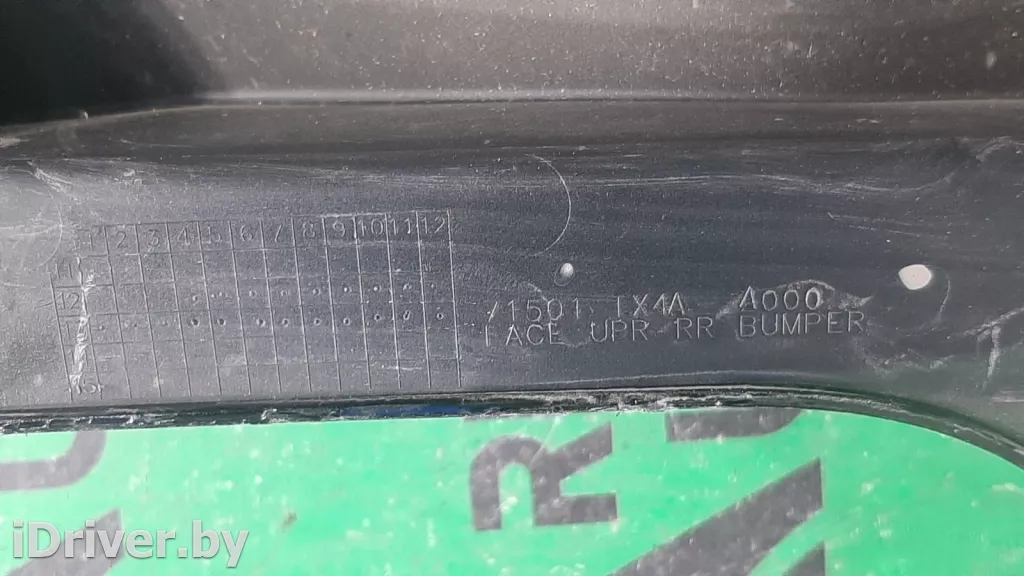 1 2 3 4 5 6 7 8 9 10 11 12
11
12
71501 TX4A A000
FACE UPR RR BUMPER
iDriver.by